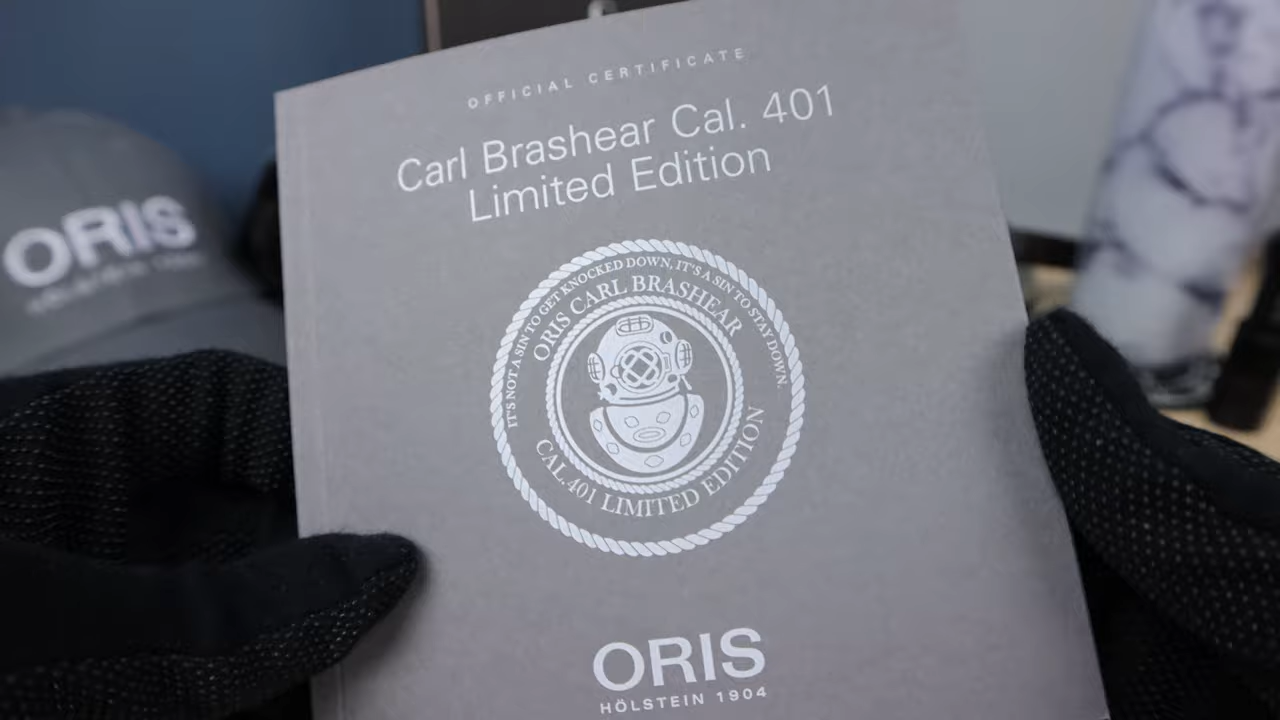 OFFICIAL CERTIFICATE
Carl Brashear Cal. 401
Limited Edition
IT'S NOT A SIN TO GET KNOCKED DOWN, IT'S A SIN TO STAY DOWN.
ORIS CARL BRASHEAR
CAL. 401 LIMITED EDITION
ORIS
HÖLSTEIN 1904
ORIS